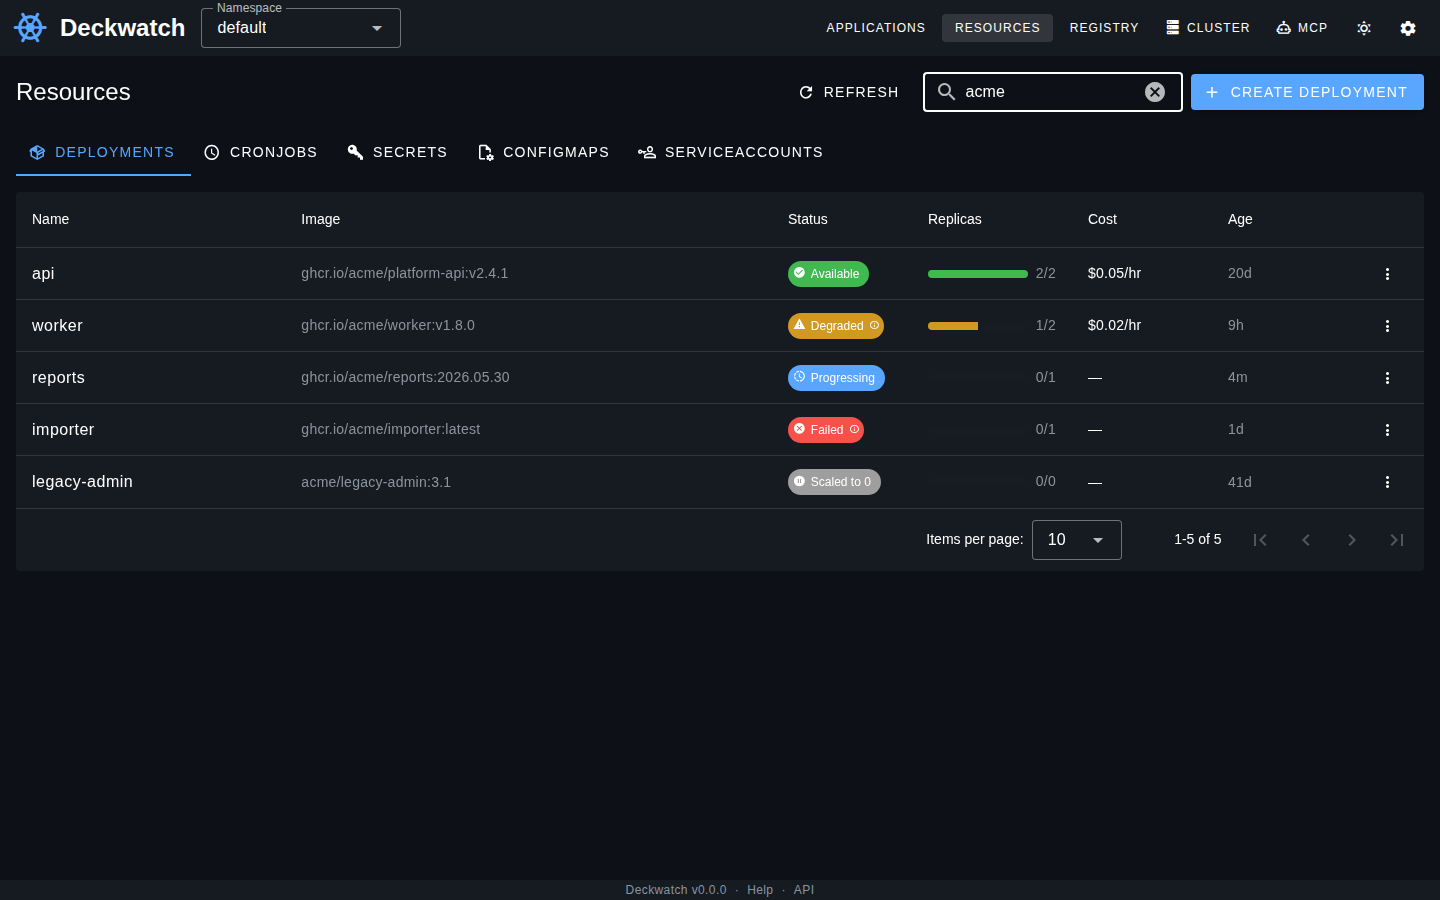 Deckwatch
Namespace
default
APPLICATIONS
RESOURCES
REGISTRY
CLUSTER
MCP
Resources
REFRESH
acme
CREATE DEPLOYMENT
DEPLOYMENTS
CRONJOBS
SECRETS
CONFIGMAPS
SERVICEACCOUNTS
Name Image Status Replicas Cost Age
api ghcr.io/acme/platform-api:v2.4.1 Available 2/2 $0.05/hr 20d
worker ghcr.io/acme/worker:v1.8.0 Degraded 1/2 $0.02/hr 9h
reports ghcr.io/acme/reports:2026.05.30 Progressing 0/1 — 4m
importer ghcr.io/acme/importer:latest Failed 0/1 — 1d
legacy-admin acme/legacy-admin:3.1 Scaled to 0 0/0 — 41d
Items per page: 10 1-5 of 5
Deckwatch v0.0.0 · Help · API